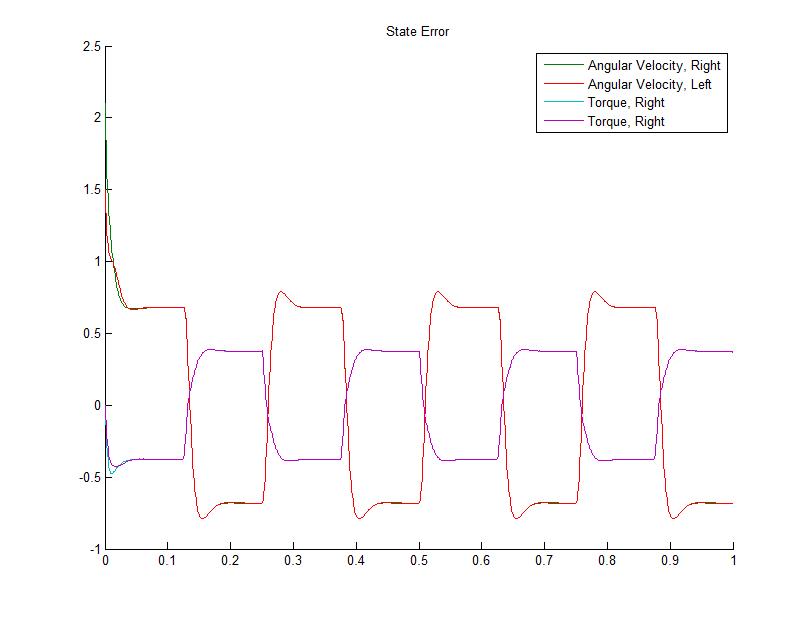 State Error
Angular Velocity, Right
Angular Velocity, Left
Torque, Right
Torque, Right
2.5
2
1.5
1
0.5
0
-0.5
-1
0 0.1 0.2 0.3 0.4 0.5 0.6 0.7 0.8 0.9 1